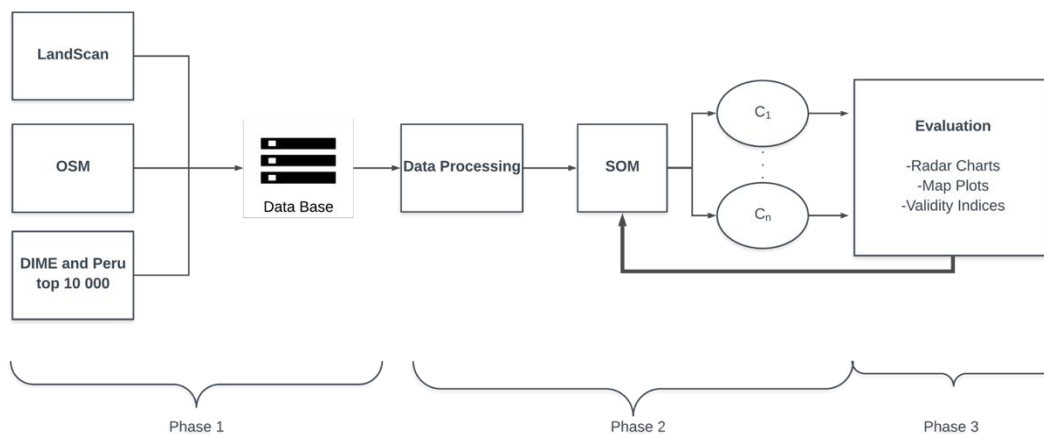 LandScan
OSM
DIME and Peru
top 10 000
Data Base
Data Processing
SOM
C1
Cn
Evaluation
-Radar Charts
-Map Plots
-Validity Indices
Phase 1
Phase 2
Phase 3